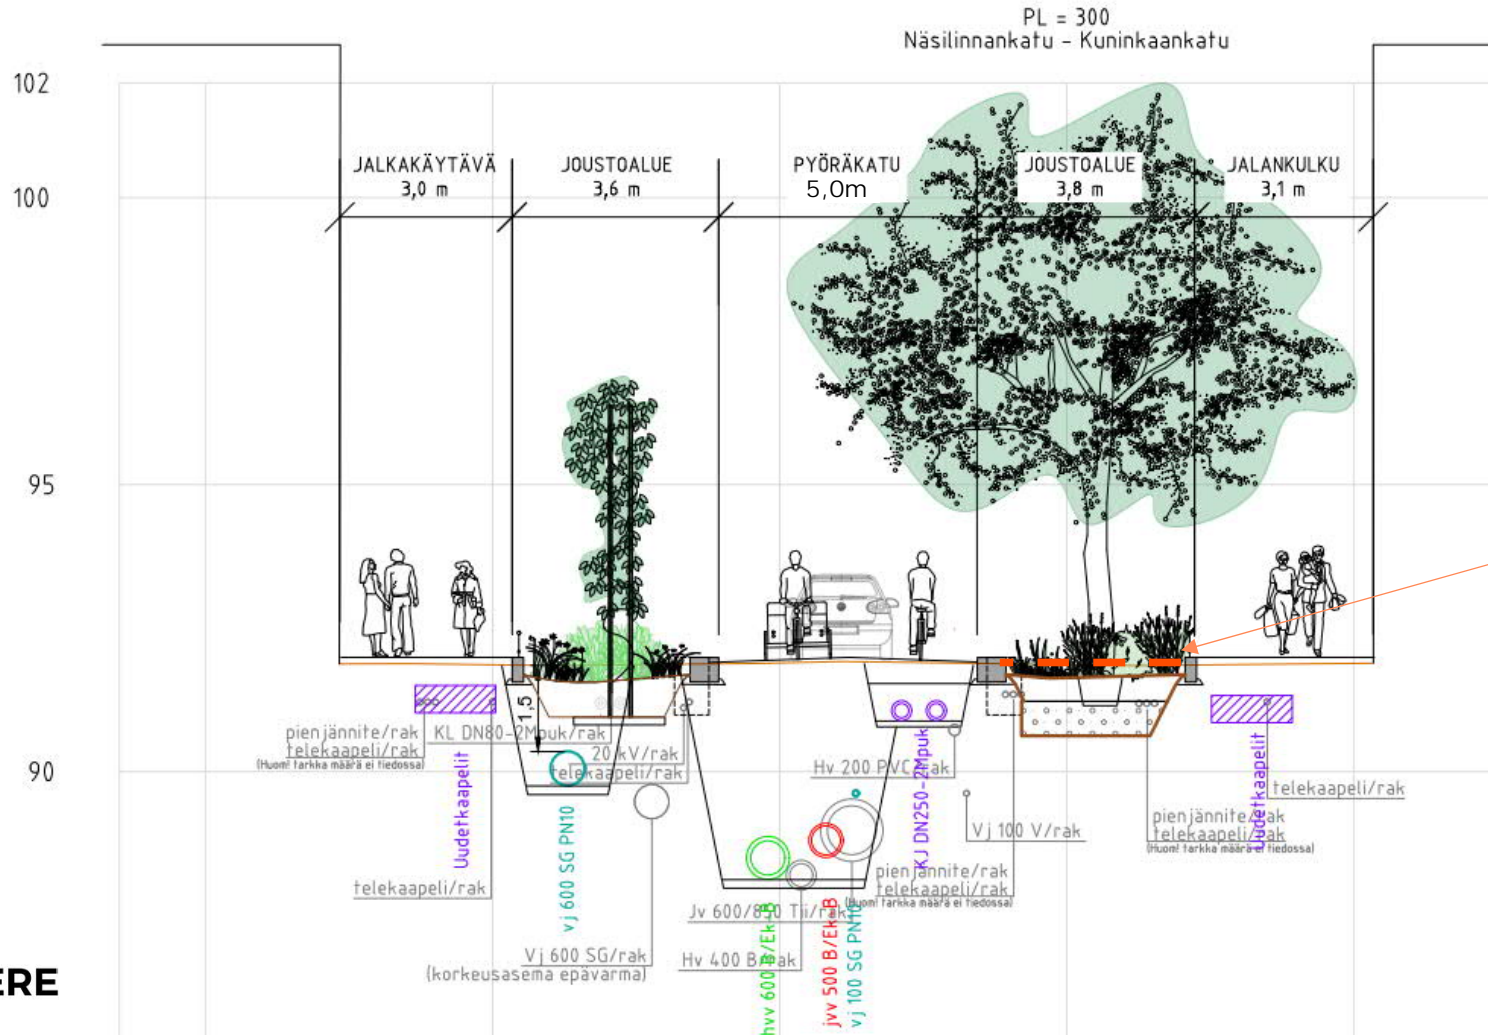 PL = 300
Näsilinnankatu - Kuninkaankatu
102
100
95
90
JALKAKÄYTÄVÄ
3,0 m
JOUSTOALUE
3,6 m
PYÖRÄKATU
5,0m
JOUSTOALUE
3,8 m
JALANKULKU
3,1 m
1,5
pienjännite/rak
telekaapeli/rak
(Huom! tarkka määrä ei tiedossa)
KL DN80-2Mpuk/rak
20 kV/rak
telekaapeli/rak
Uudetkaapelit
telekaapeli/rak
vj 600 SG PN10
Vj 600 SG/rak
(korkeusasema epävarma)
Jv 600/850 Tii/rak
Hv 400 B/rak
hvv 600 B/Ek-B
jvv 500 B/Ek-B
vj 100 SG PN10
Hv 200 PVC/rak
KJ DN250-2Mpuk
Vj 100 V/rak
pienjännite/rak
telekaapeli/rak
(Huom! tarkka määrä ei tiedossa)
pienjännite/rak
telekaapeli/rak
(Huom! tarkka määrä ei tiedossa)
Uudetkaapelit
telekaapeli/rak
ERE